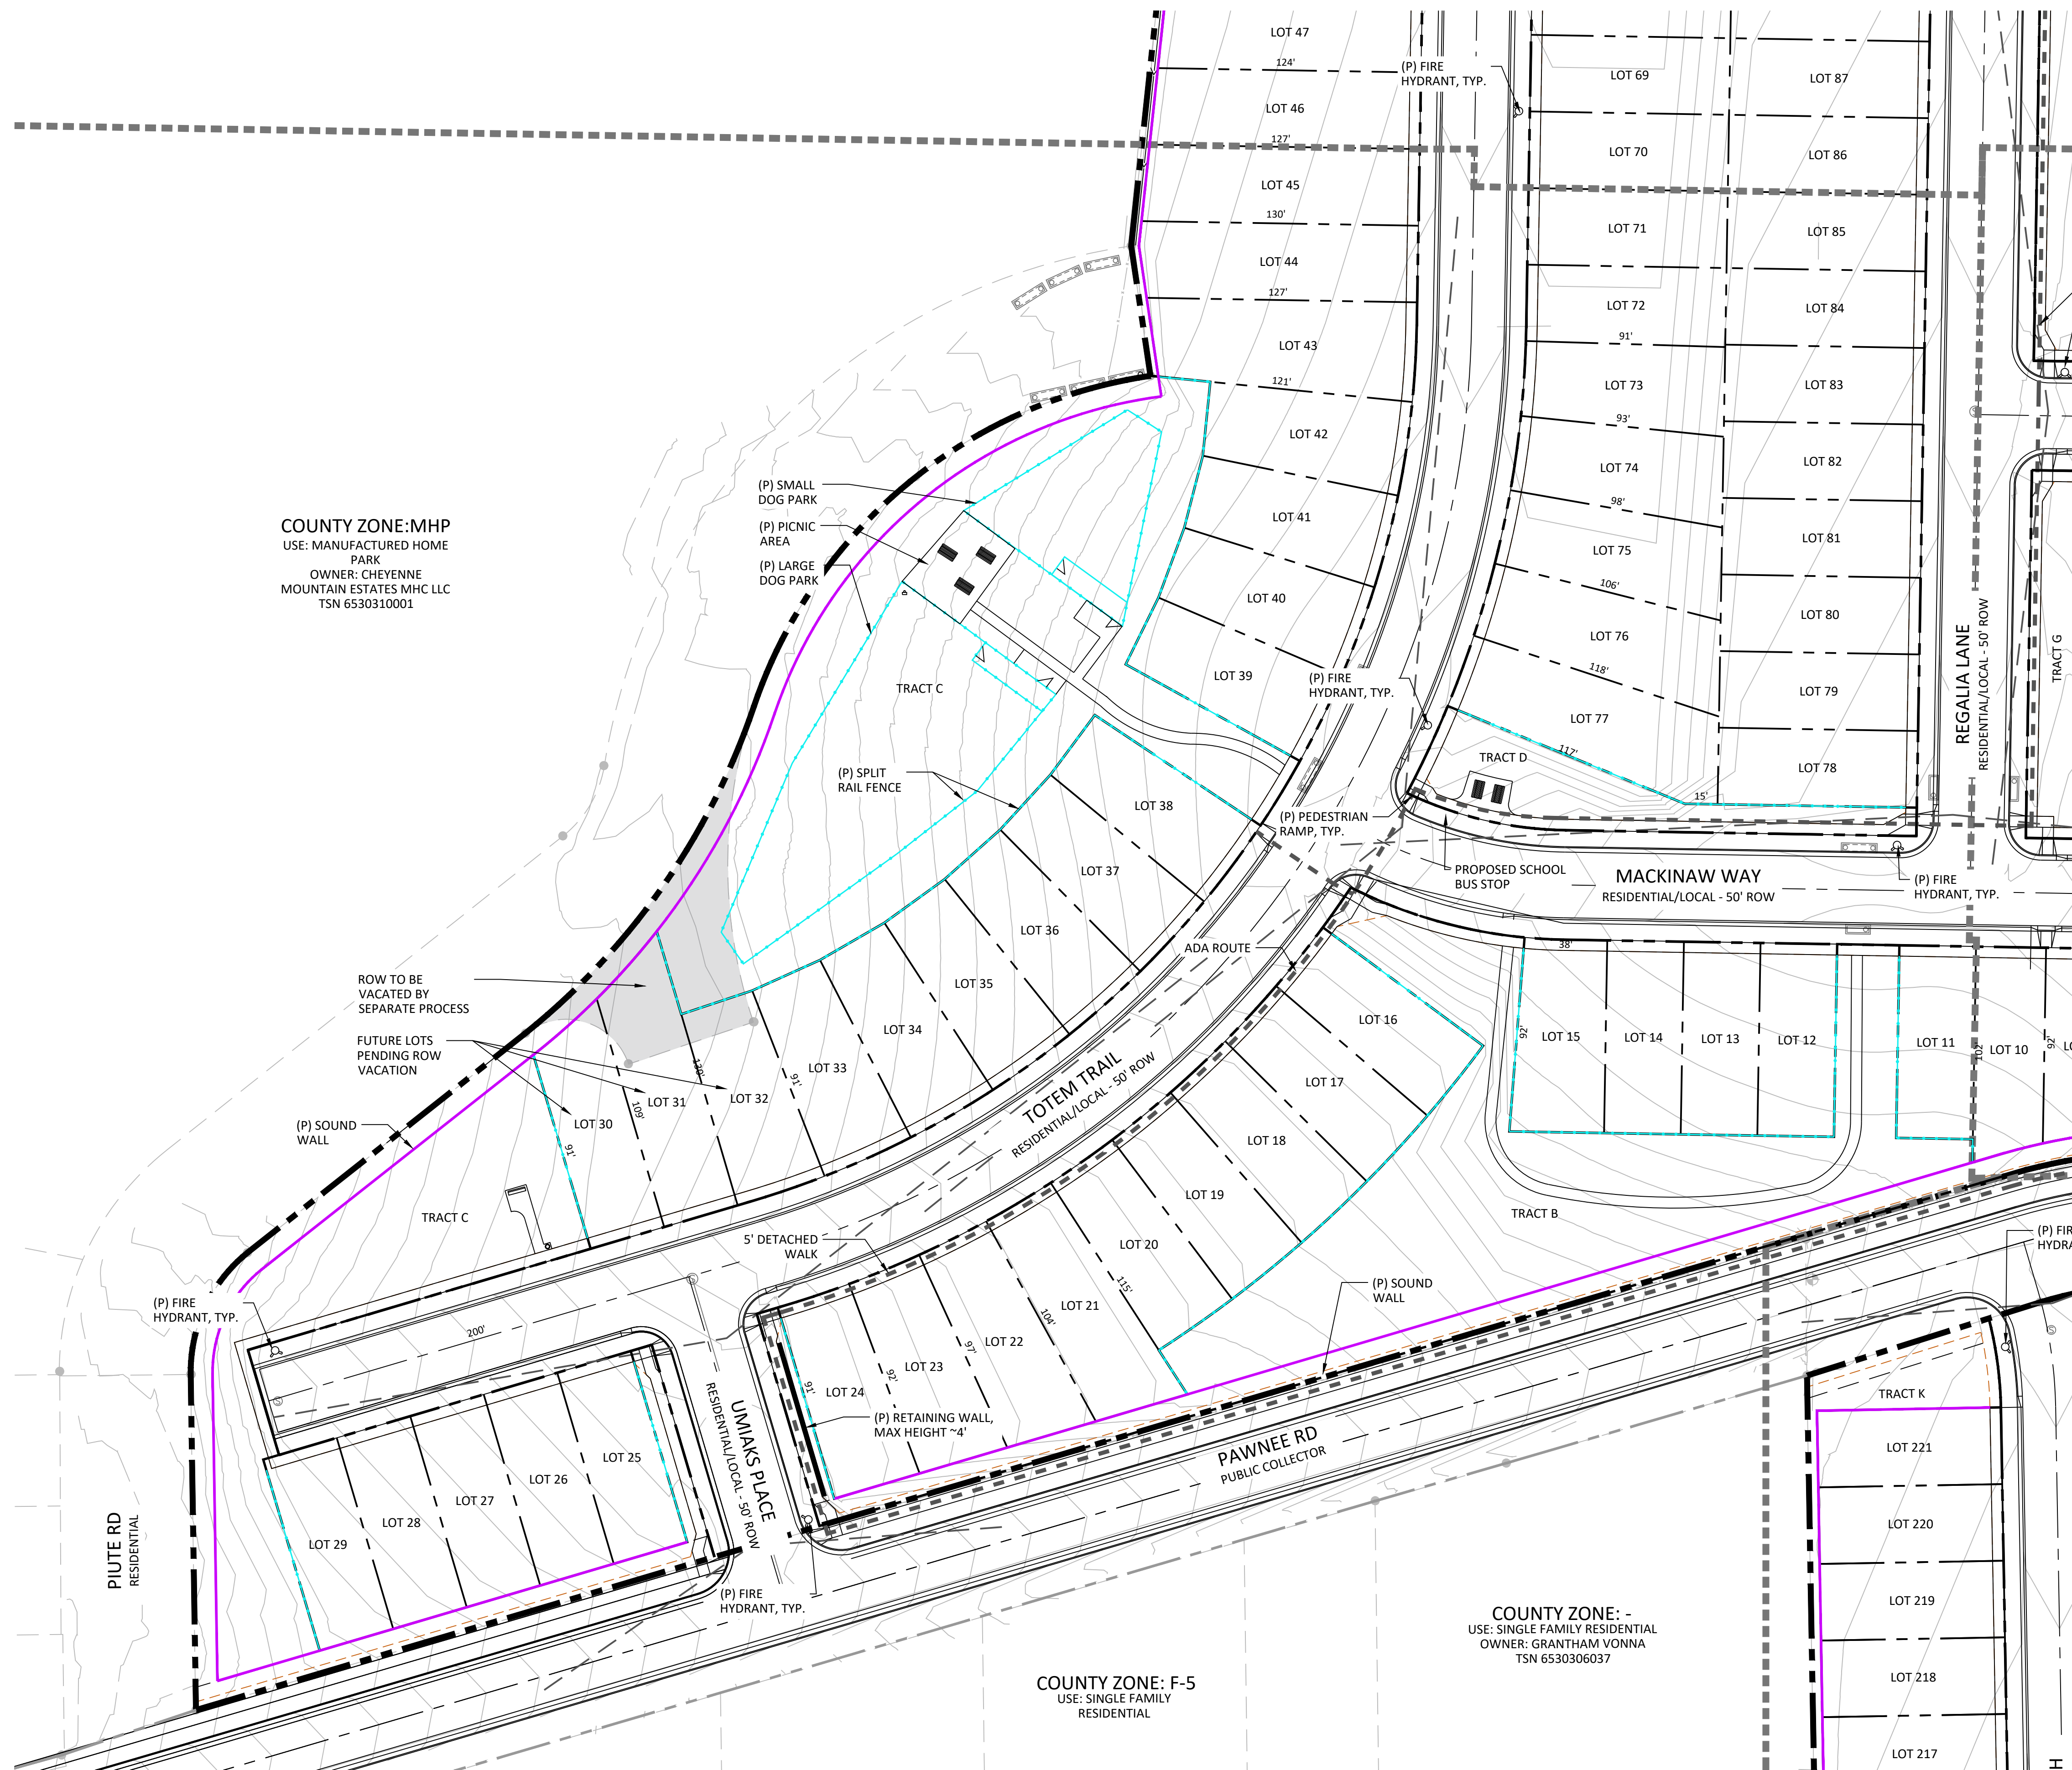 LOT 47
124'
(P) FIRE
HYDRANT, TYP.
LOT 69
LOT 87
LOT 46
127'
LOT 70
LOT 86
LOT 45
130'
LOT 71
LOT 85
LOT 44
127'
LOT 72
LOT 84
91'
LOT 43
121'
LOT 73
LOT 83
93'
LOT 42
LOT 74
LOT 82
98'
(P) SMALL
DOG PARK
(P) PICNIC
AREA
(P) LARGE
DOG PARK
COUNTY ZONE:MHP
USE: MANUFACTURED HOME
PARK
OWNER: CHEYENNE
MOUNTAIN ESTATES MHC LLC
TSN 6530310001
LOT 41
LOT 75
LOT 81
106'
LOT 40
LOT 76
LOT 80
118'
REGALIA LANE
RESIDENTIAL/LOCAL - 50' ROW
TRACT G
TRACT C
LOT 39
(P) FIRE
HYDRANT, TYP.
LOT 79
LOT 77
117'
TRACT D
LOT 78
15'
(P) SPLIT
RAIL FENCE
LOT 38
(P) PEDESTRIAN
RAMP, TYP.
LOT 37
PROPOSED SCHOOL
BUS STOP
MACKINAW WAY
RESIDENTIAL/LOCAL - 50' ROW
(P) FIRE
HYDRANT, TYP.
LOT 36
ADA ROUTE
38'
LOT 35
ROW TO BE
VACATED BY
SEPARATE PROCESS
LOT 34
LOT 16
92'
LOT 15
LOT 14
LOT 13
LOT 12
LOT 11
102'
LOT 10
92'
FUTURE LOTS
PENDING ROW
VACATION
LOT 33
91'
130'
LOT 32
LOT 31
109'
LOT 30
91'
TOTEM TRAIL
RESIDENTIAL/LOCAL - 50' ROW
LOT 17
(P) SOUND
WALL
LOT 18
LOT 19
TRACT C
TRACT B
5' DETACHED
WALK
LOT 20
115'
(P) SOUND
WALL
(P) FIRE
HYDRANT, TYP.
LOT 21
104'
200'
LOT 22
97'
LOT 23
92'
LOT 24
91'
(P) RETAINING WALL,
MAX HEIGHT ~4'
UMIAKS PLACE
RESIDENTIAL/LOCAL - 50' ROW
PAWNEE RD
PUBLIC COLLECTOR
TRACT K
LOT 221
LOT 25
LOT 26
LOT 27
LOT 28
LOT 29
LOT 220
PIUTE RD
RESIDENTIAL
(P) FIRE
HYDRANT, TYP.
LOT 219
COUNTY ZONE: -
USE: SINGLE FAMILY RESIDENTIAL
OWNER: GRANTHAM VONNA
TSN 6530306037
COUNTY ZONE: F-5
USE: SINGLE FAMILY
RESIDENTIAL
LOT 218
LOT 217